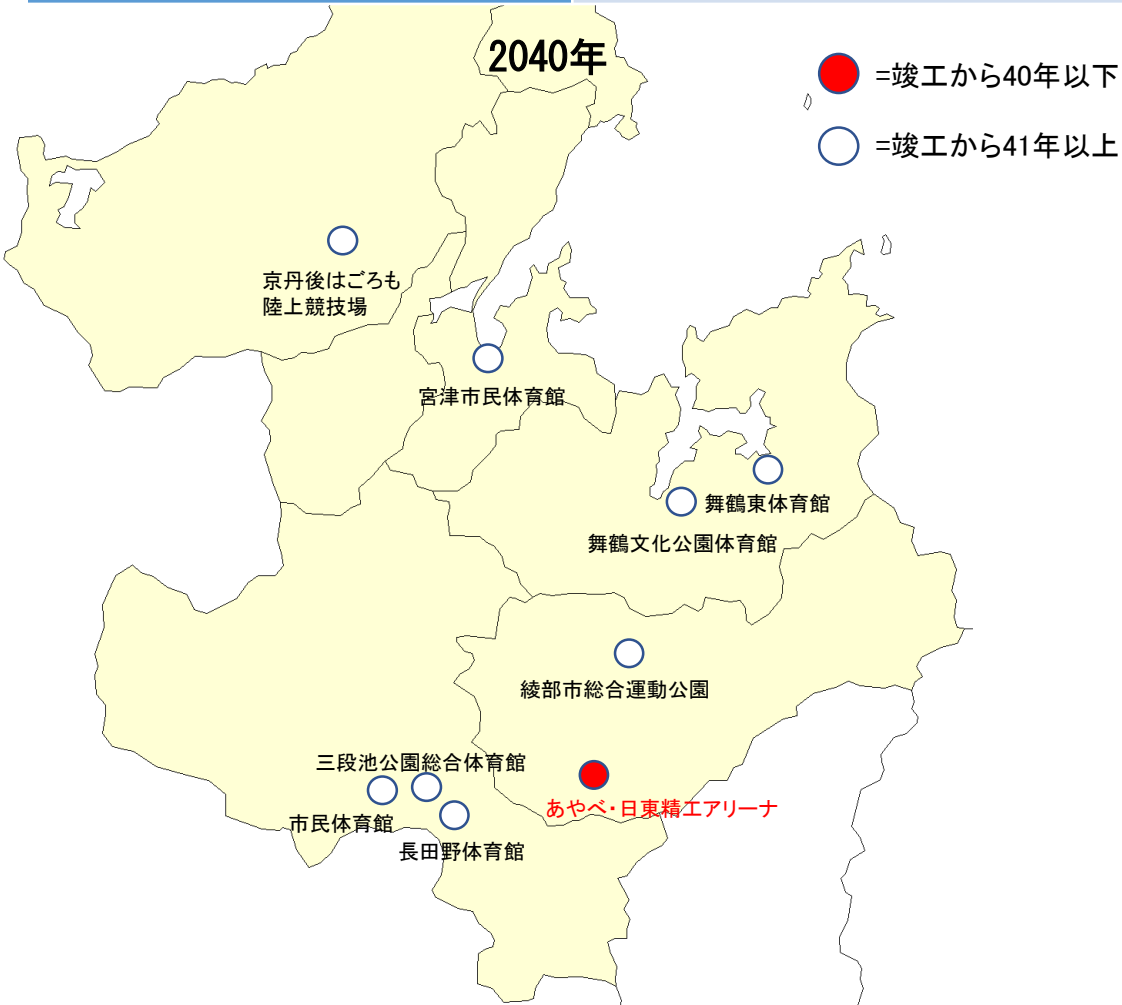 2040年
=竣工から40年以下
=竣工から41年以上
京丹後はごろも
陸上競技場
宮津市民体育館
舞鶴東体育館
舞鶴文化公園体育館
綾部市総合運動公園
三段池公園総合体育館
あやべ・日東精工アリーナ
市民体育館
長田野体育館